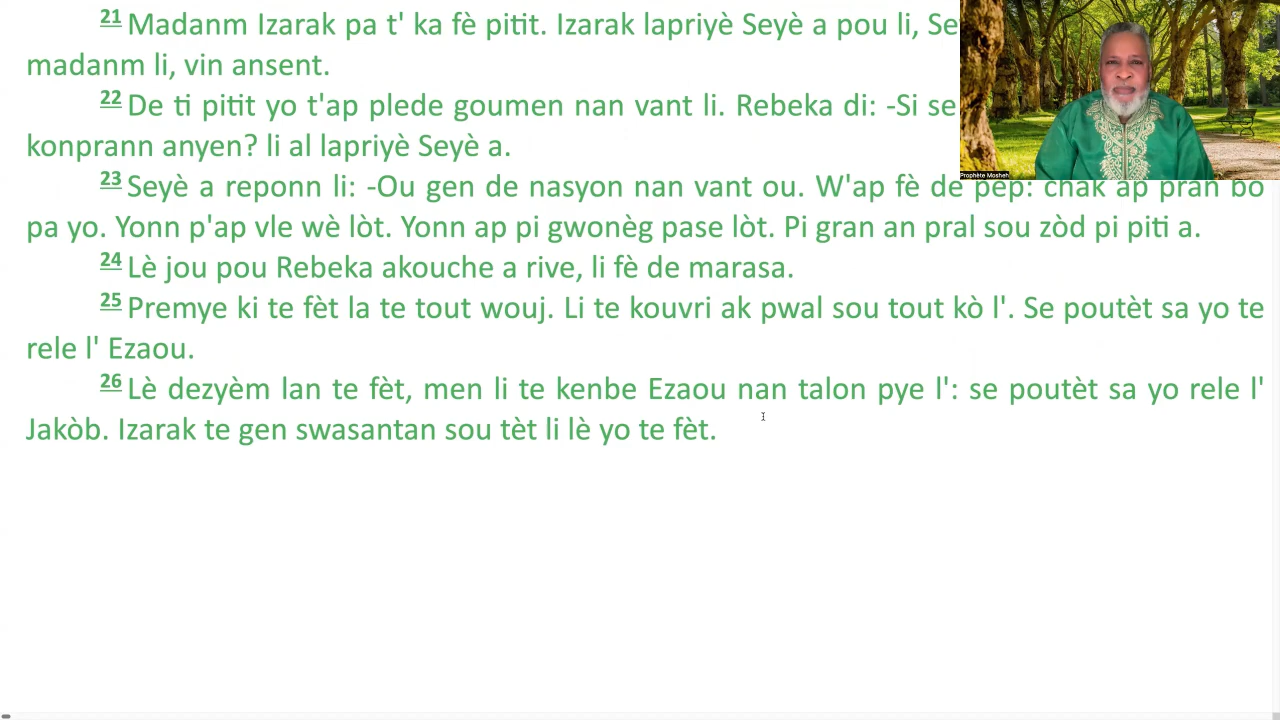 21 Madanm Izarak pa t' ka fè pitit. Izarak lapriyè Seyè a pou li, Se
madanm li, vin ansent.
22 De ti pitit yo t'ap plede goumen nan vant li. Rebeka di: -Si se
konprann anyen? li al lapriyè Seyè a.
23 Seyè a reponn li: -Ou gen de nasyon nan vant ou. W'ap fè de pèp: chak ap pran bò
pa yo. Yonn p'ap vle wè lòt. Yonn ap pi gwonèg pase lòt. Pi gran an pral sou zòd pi piti a.
24 Lè jou pou Rebeka akouche a rive, li fè de marasa.
25 Premye ki te fèt la te tout wouj. Li te kouvri ak pwal sou tout kò l'. Se poutèt sa yo te
rele l' Ezaou.
26 Lè dezyèm lan te fèt, men li te kenbe Ezaou nan talon pye l': se poutèt sa yo rele l'
Jakòb. Izarak te gen swasantan sou tèt li lè yo te fèt.
Prophète Mosheh